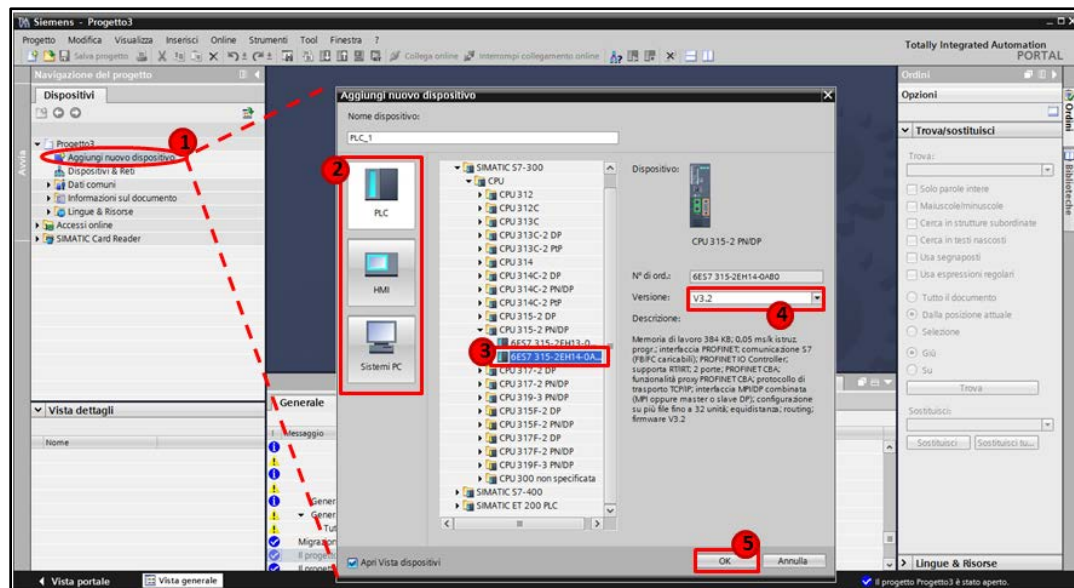 Siemens - Progetto3
Progetto Modifica Visualizza Inserisci Online Strumenti Tool Finestra ?
Salva progetto Collega online Interrompi collegamento online
Totally Integrated Automation
PORTAL
Navigazione del progetto
Dispositivi
Progetto3
Aggiungi nuovo dispositivo
Dispositivi & Reti
Dati comuni
Informazioni sul documento
Lingue & Risorse
Accessi online
SIMATIC Card Reader
1
Avvia
Vista dettagli
Nome
Aggiungi nuovo dispositivo
Nome dispositivo:
PLC_1
2
PLC
HMI
Sistemi PC
SIMATIC S7-300
CPU
CPU 312
CPU 312C
CPU 313C
CPU 313C-2 DP
CPU 313C-2 PtP
CPU 314
CPU 314C-2 DP
CPU 314C-2 PN/DP
CPU 314C-2 PtP
CPU 315-2 DP
CPU 315-2 PN/DP
6ES7 315-2EH13-0...
3
6ES7 315-2EH14-0A...
CPU 317-2 DP
CPU 317-2 PN/DP
CPU 319-3 PN/DP
CPU 315F-2 DP
CPU 315F-2 PN/DP
CPU 317F-2 DP
CPU 317F-2 PN/DP
CPU 319F-3 PN/DP
CPU 300 non specificata
SIMATIC S7-400
SIMATIC ET 200 PLC
Dispositivo:
CPU 315-2 PN/DP
N° di ord.: 6ES7 315-2EH14-0AB0
Versione: V3.2
4
Descrizione:
Memoria di lavoro 384 KB; 0,05 ms/k istruz.
progr.; interfaccia PROFINET; comunicazione S7
(FB/FC caricabili); PROFINET IO Controller;
supporta RT/IRT; 2 porte; PROFINET CBA;
funzionalità proxy PROFINET CBA; protocollo di
trasporto TCP/IP; interfaccia MPI/DP combinata
(MPI oppure master o slave DP); configurazione
su più file fino a 32 unità; equidistanza; routing;
firmware V3.2
Apri Vista dispositivi
5
OK
Annulla
Generale
! Messaggio
Gener
Gener
Tut
Migrazion
Il progetto
Il progetto
Ordini
Opzioni
Trova/sostituisci
Trova:
Solo parole intere
Maiuscole/minuscole
Cerca in strutture subordinate
Cerca in testi nascosti
Usa segnaposti
Usa espressioni regolari
Tutto il documento
Dalla posizione attuale
Selezione
Giù
Su
Trova
Sostituisci:
Sostituisci Sostituisci tu...
Lingue & Risorse
Ordini
Biblioteche
Vista portale
Vista generale
Il progetto Progetto3 è stato aperto.